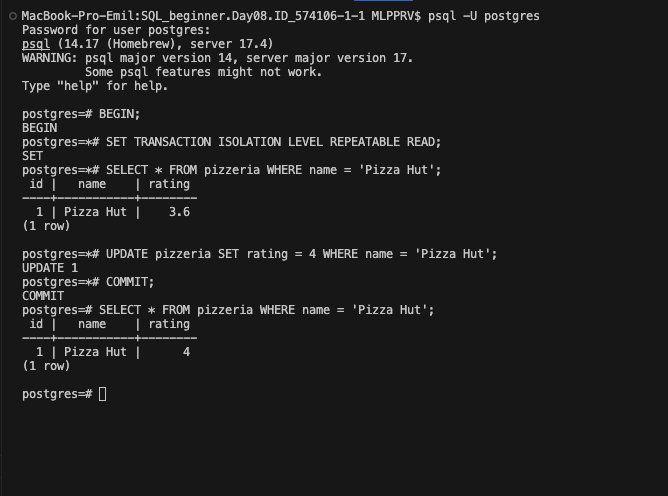 MacBook-Pro-Emil:SQL_beginner.Day08.ID_574106-1-1 MLPPRV$ psql -U postgres
Password for user postgres:
psql (14.17 (Homebrew), server 17.4)
WARNING: psql major version 14, server major version 17.
         Some psql features might not work.
Type "help" for help.

postgres=# BEGIN;
BEGIN
postgres=*# SET TRANSACTION ISOLATION LEVEL REPEATABLE READ;
SET
postgres=*# SELECT * FROM pizzeria WHERE name = 'Pizza Hut';
 id |   name    | rating
----+-----------+--------
  1 | Pizza Hut |    3.6
(1 row)

postgres=*# UPDATE pizzeria SET rating = 4 WHERE name = 'Pizza Hut';
UPDATE 1
postgres=*# COMMIT;
COMMIT
postgres=# SELECT * FROM pizzeria WHERE name = 'Pizza Hut';
 id |   name    | rating
----+-----------+--------
  1 | Pizza Hut |      4
(1 row)

postgres=#